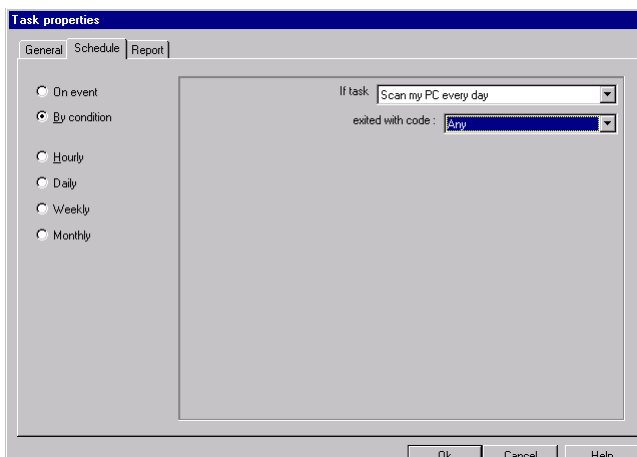 Task properties
General Schedule Report
On event
By condition
Hourly
Daily
Weekly
Monthly
If task Scan my PC every day
exited with code : Any
Ok Cancel Help